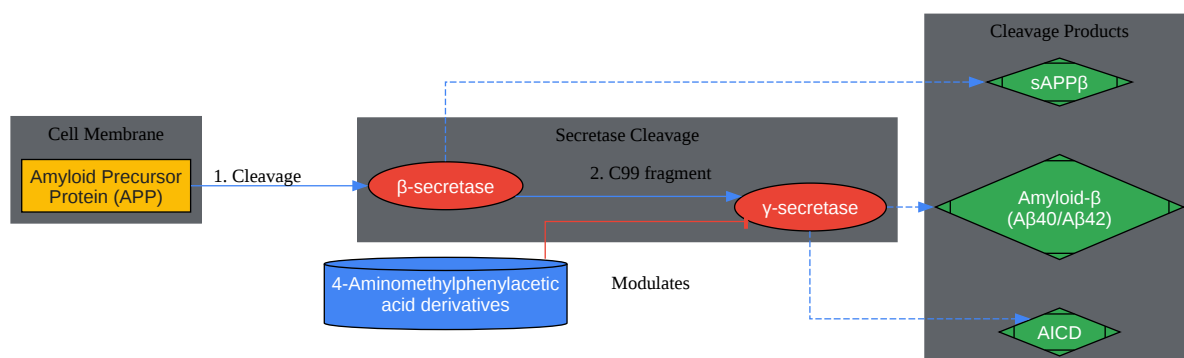 Cleavage Products
sAPPβ
Cell Membrane
Secretase Cleavage
Amyloid Precursor
Protein (APP)
1. Cleavage
β-secretase
2. C99 fragment
γ-secretase
Amyloid-β
(Aβ40/Aβ42)
4-Aminomethylphenylacetic
acid derivatives
Modulates
AICD